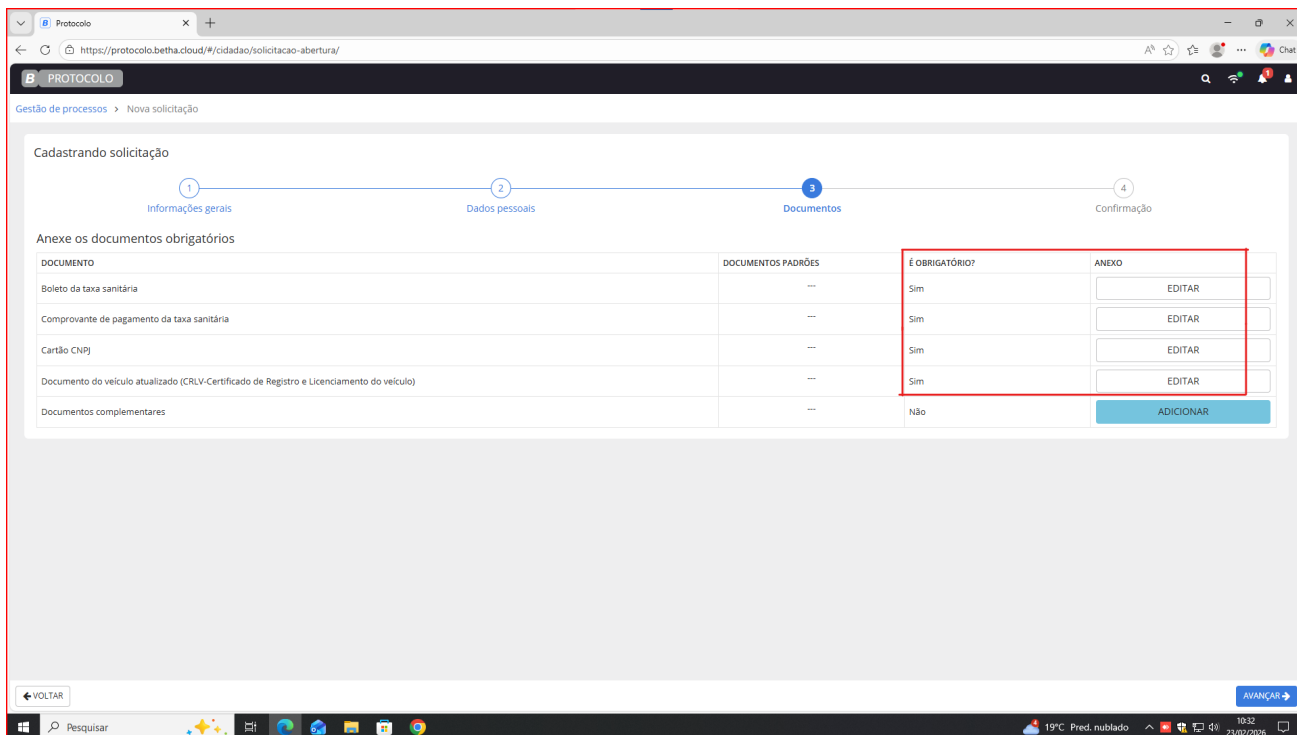 Protocolo
https://protocolo.betha.cloud/#/cidadao/solicitacao-abertura/
Chat
B PROTOCOLO
1
Gestão de processos > Nova solicitação
Cadastrando solicitação
1 2 3 4
Informações gerais Dados pessoais Documentos Confirmação
Anexe os documentos obrigatórios
DOCUMENTO DOCUMENTOS PADRÕES É OBRIGATÓRIO? ANEXO
Boleto da taxa sanitária --- Sim EDITAR
Comprovante de pagamento da taxa sanitária --- Sim EDITAR
Cartão CNPJ --- Sim EDITAR
Documento do veículo atualizado (CRLV-Certificado de Registro e Licenciamento do veículo) --- Sim EDITAR
Documentos complementares --- Não ADICIONAR
VOLTAR AVANÇAR
Pesquisar 19°C Pred. nublado 10:32
23/02/2026